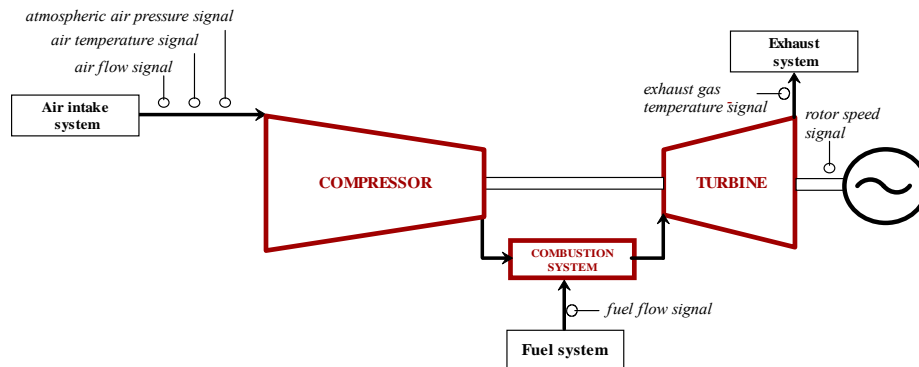 atmospheric air pressure signal
air temperature signal
air flow signal
Air intake
system
COMPRESSOR
COMBUSTION
SYSTEM
fuel flow signal
Fuel system
TURBINE
exhaust gas
temperature signal
Exhaust
system
rotor speed
signal